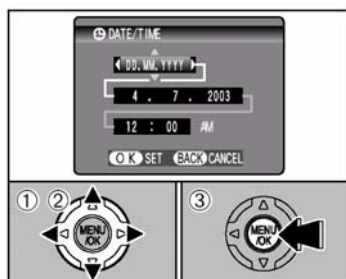 DATE/TIME
DD.MM.YYYY
4 . 7 . 2003
12 : 00 AM
OK SET BACK CANCEL
① ② ③
MENU /OK
MENU /OK